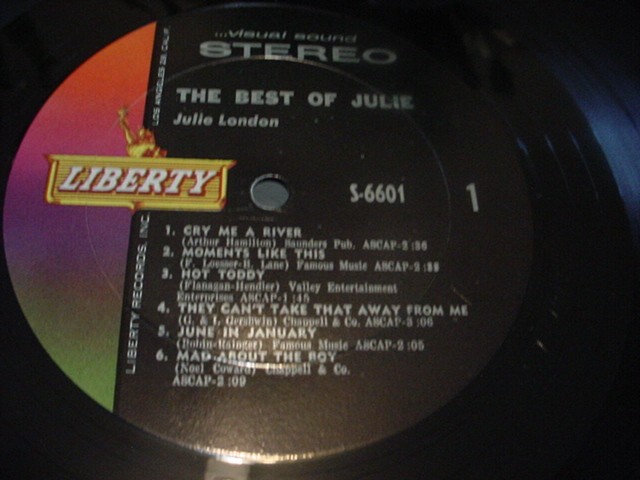 ...visual sound
STEREO
THE BEST OF JULIE
Julie London
LOS ANGELES 28, CALIF.
LIBERTY
LIBERTY RECORDS, INC.
S-6601
1
1. CRY ME A RIVER
(Arthur Hamilton) Saunders Pub. ASCAP-2:36
2. MOMENTS LIKE THIS
(F. Loesser-B. Lane) Famous Music ASCAP-2:
3. HOT TODDY
(Flanagan-Hendler) Valley Entertainment
Enterprises ASCAP-1:45
4. THEY CAN'T TAKE THAT AWAY FROM ME
(G. & I. Gershwin) Chappell & Co. ASCAP-3:06
5. JUNE IN JANUARY
(Robin-Rainger) Famous Music ASCAP-2:05
6. MAD ABOUT THE BOY
(Noel Coward) Chappell & Co.
ASCAP-2:09